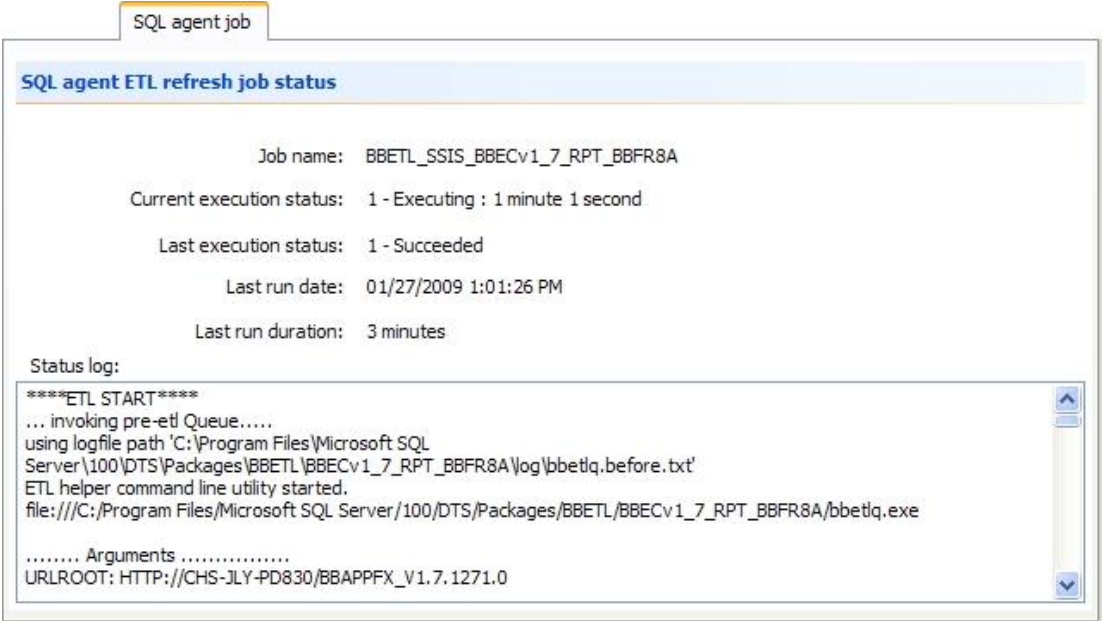 SQL agent job
SQL agent ETL refresh job status
Job name: BBETL_SSIS_BBECv1_7_RPT_BBFR8A
Current execution status: 1 - Executing : 1 minute 1 second
Last execution status: 1 - Succeeded
Last run date: 01/27/2009 1:01:26 PM
Last run duration: 3 minutes
Status log:
****ETL START****
... invoking pre-etl Queue.....
using logfile path 'C:\Program Files\Microsoft SQL
Server\100\DTS\Packages\BBETL\BBECv1_7_RPT_BBFR8A\log\bbetlq.before.txt'
ETL helper command line utility started.
file:///C:/Program Files/Microsoft SQL Server/100/DTS/Packages/BBETL/BBECv1_7_RPT_BBFR8A/bbetlq.exe
........ Arguments ................
URLROOT: HTTP://CHS-JLY-PD830/BBAPPFX_V1.7.1271.0